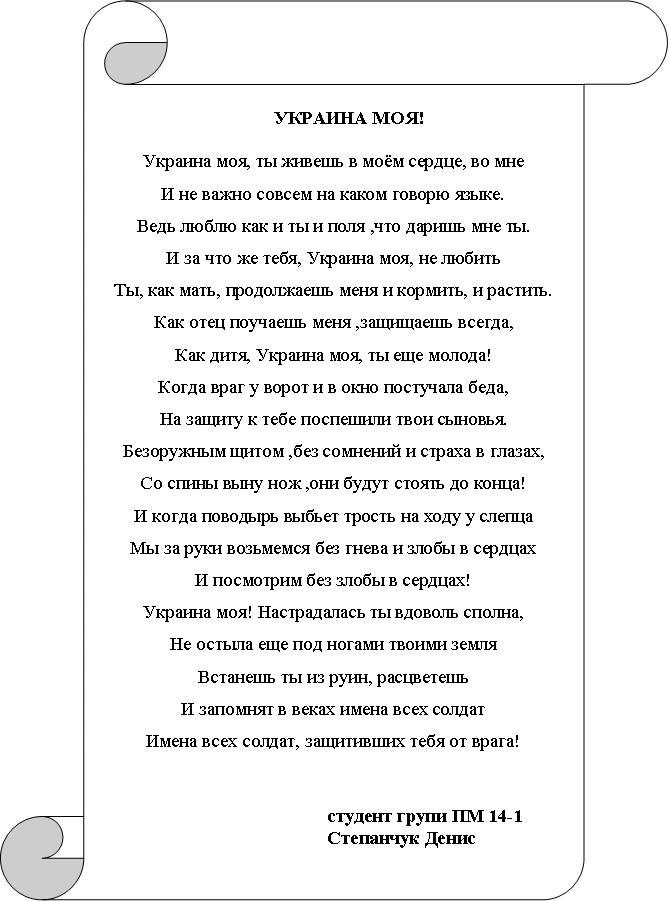 УКРАИНА МОЯ!
Украина моя, ты живешь в моём сердце, во мне
И не важно совсем на каком говорю языке.
Ведь люблю как и ты и поля ,что даришь мне ты.
И за что же тебя, Украина моя, не любить
Ты, как мать, продолжаешь меня и кормить, и растить.
Как отец поучаешь меня ,защищаешь всегда,
Как дитя, Украина моя, ты еще молода!
Когда враг у ворот и в окно постучала беда,
На защиту к тебе поспешили твои сыновья.
Безоружным щитом ,без сомнений и страха в глазах,
Со спины выну нож ,они будут стоять до конца!
И когда поводырь выбьет трость на ходу у слепца
Мы за руки возьмемся без гнева и злобы в сердцах
И посмотрим без злобы в сердцах!
Украина моя! Настрадалась ты вдоволь сполна,
Не остыла еще под ногами твоими земля
Встанешь ты из руин, расцветешь
И запомнят в веках имена всех солдат
Имена всех солдат, защитивших тебя от врага!
студент групи ПМ 14-1
Степанчук Денис